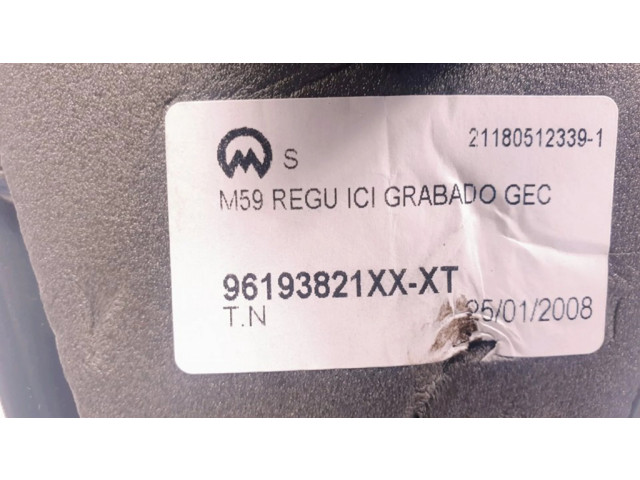 S 21180512339-1
M59 REGU ICI GRABADO GEC
96193821XX-XT
T.N 25/01/2008